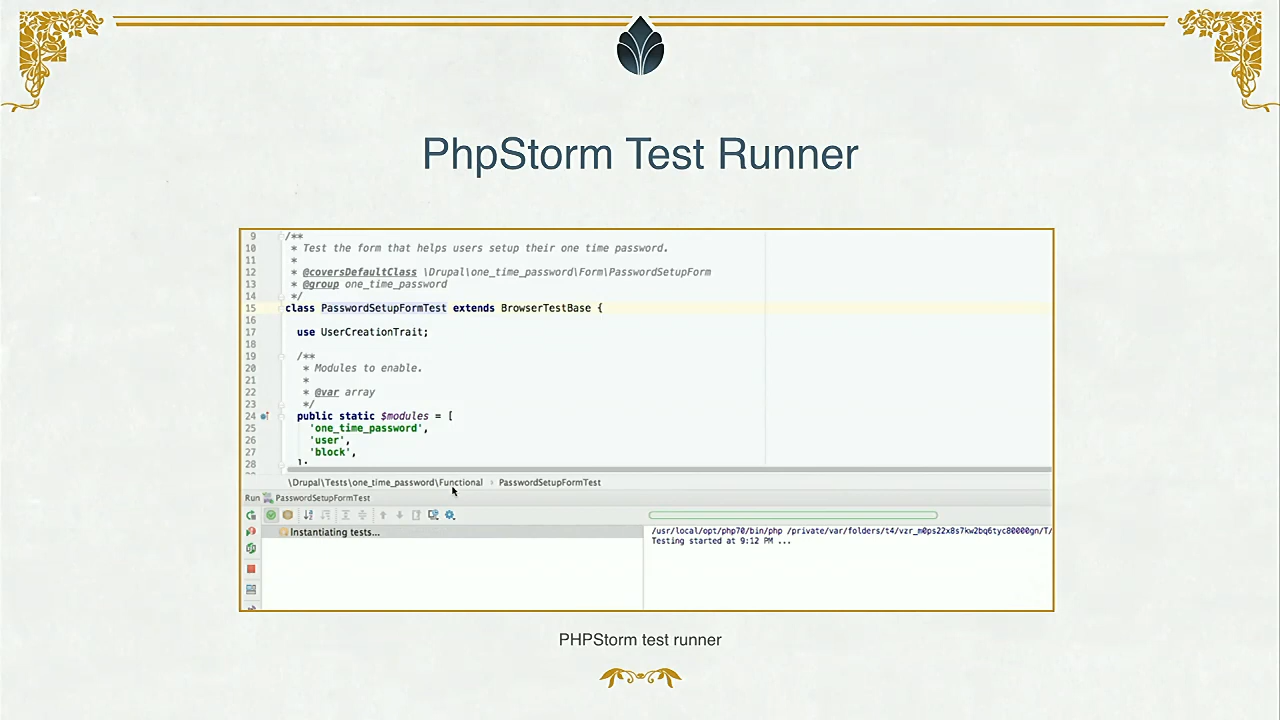 PhpStorm Test Runner
9 /**
10 * Test the form that helps users setup their one time password.
11 *
12 * @coversDefaultClass \Drupal\one_time_password\Form\PasswordSetupForm
13 * @group one_time_password
14 */
15 class PasswordSetupFormTest extends BrowserTestBase {
16
17 use UserCreationTrait;
18
19 /**
20 * Modules to enable.
21 *
22 * @var array
23 */
24 public static $modules = [
25 'one_time_password',
26 'user',
27 'block',
28 ];
\Drupal\Tests\one_time_password\Functional › PasswordSetupFormTest
Run PasswordSetupFormTest
Instantiating tests...
/usr/local/opt/php70/bin/php /private/var/folders/t4/vzr_m0ps22x8s7kw2bq6tyc80000gn/T/
Testing started at 9:12 PM ...
PHPStorm test runner